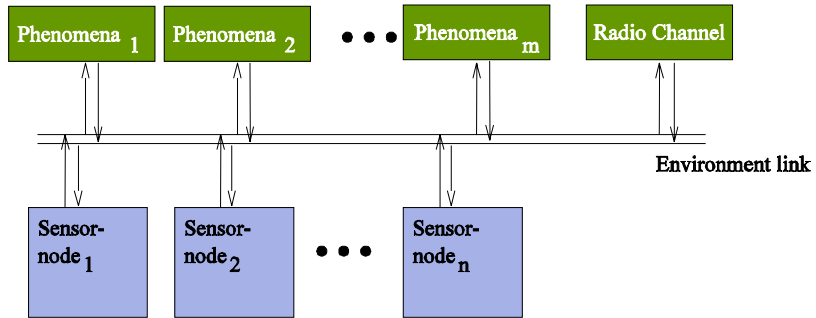 Phenomena 1
Phenomena 2
Phenomena m
Radio Channel
Environment link
Sensor-
node 1
Sensor-
node 2
Sensor-
node n